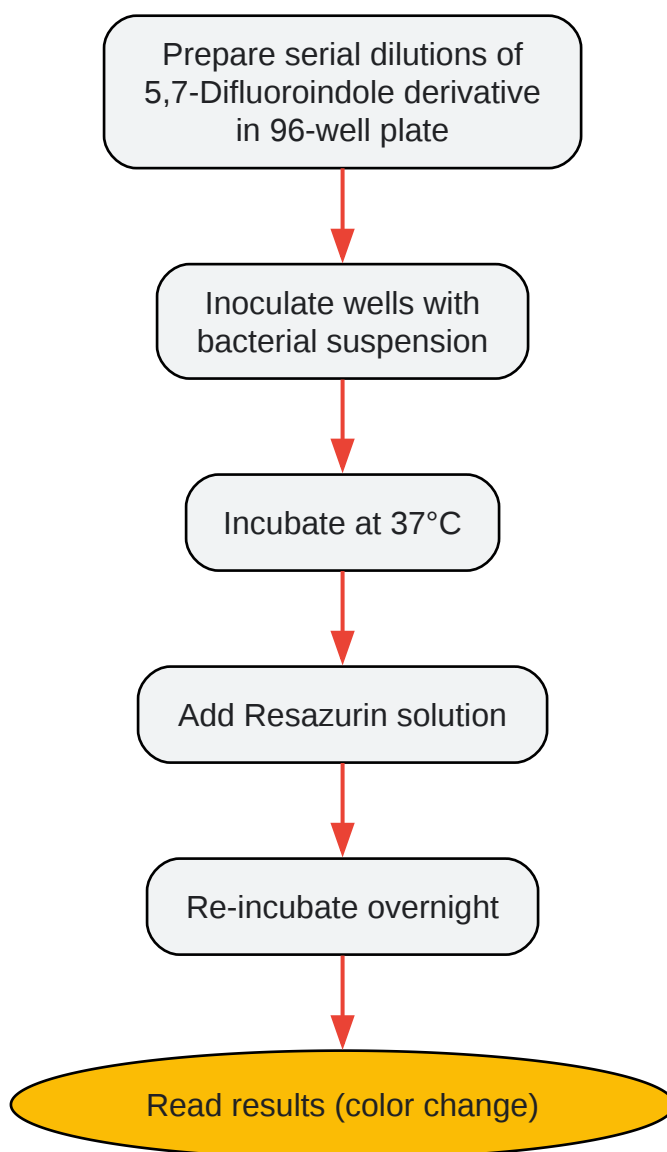 Prepare serial dilutions of
5,7-Difluoroindole derivative
in 96-well plate
Inoculate wells with
bacterial suspension
Incubate at 37°C
Add Resazurin solution
Re-incubate overnight
Read results (color change)